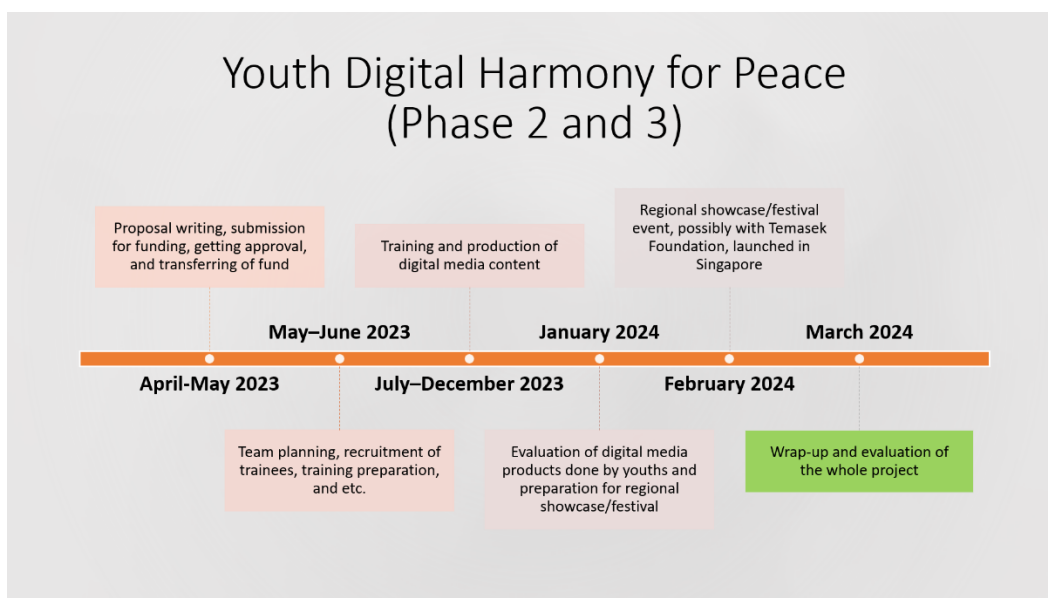 Youth Digital Harmony for Peace
(Phase 2 and 3)
Proposal writing, submission
for funding, getting approval,
and transferring of fund
Training and production of
digital media content
Regional showcase/festival
event, possibly with Temasek
Foundation, launched in
Singapore
May–June 2023
January 2024
March 2024
April-May 2023
July–December 2023
February 2024
Team planning, recruitment of
trainees, training preparation,
and etc.
Evaluation of digital media
products done by youths and
preparation for regional
showcase/festival
Wrap-up and evaluation of
the whole project